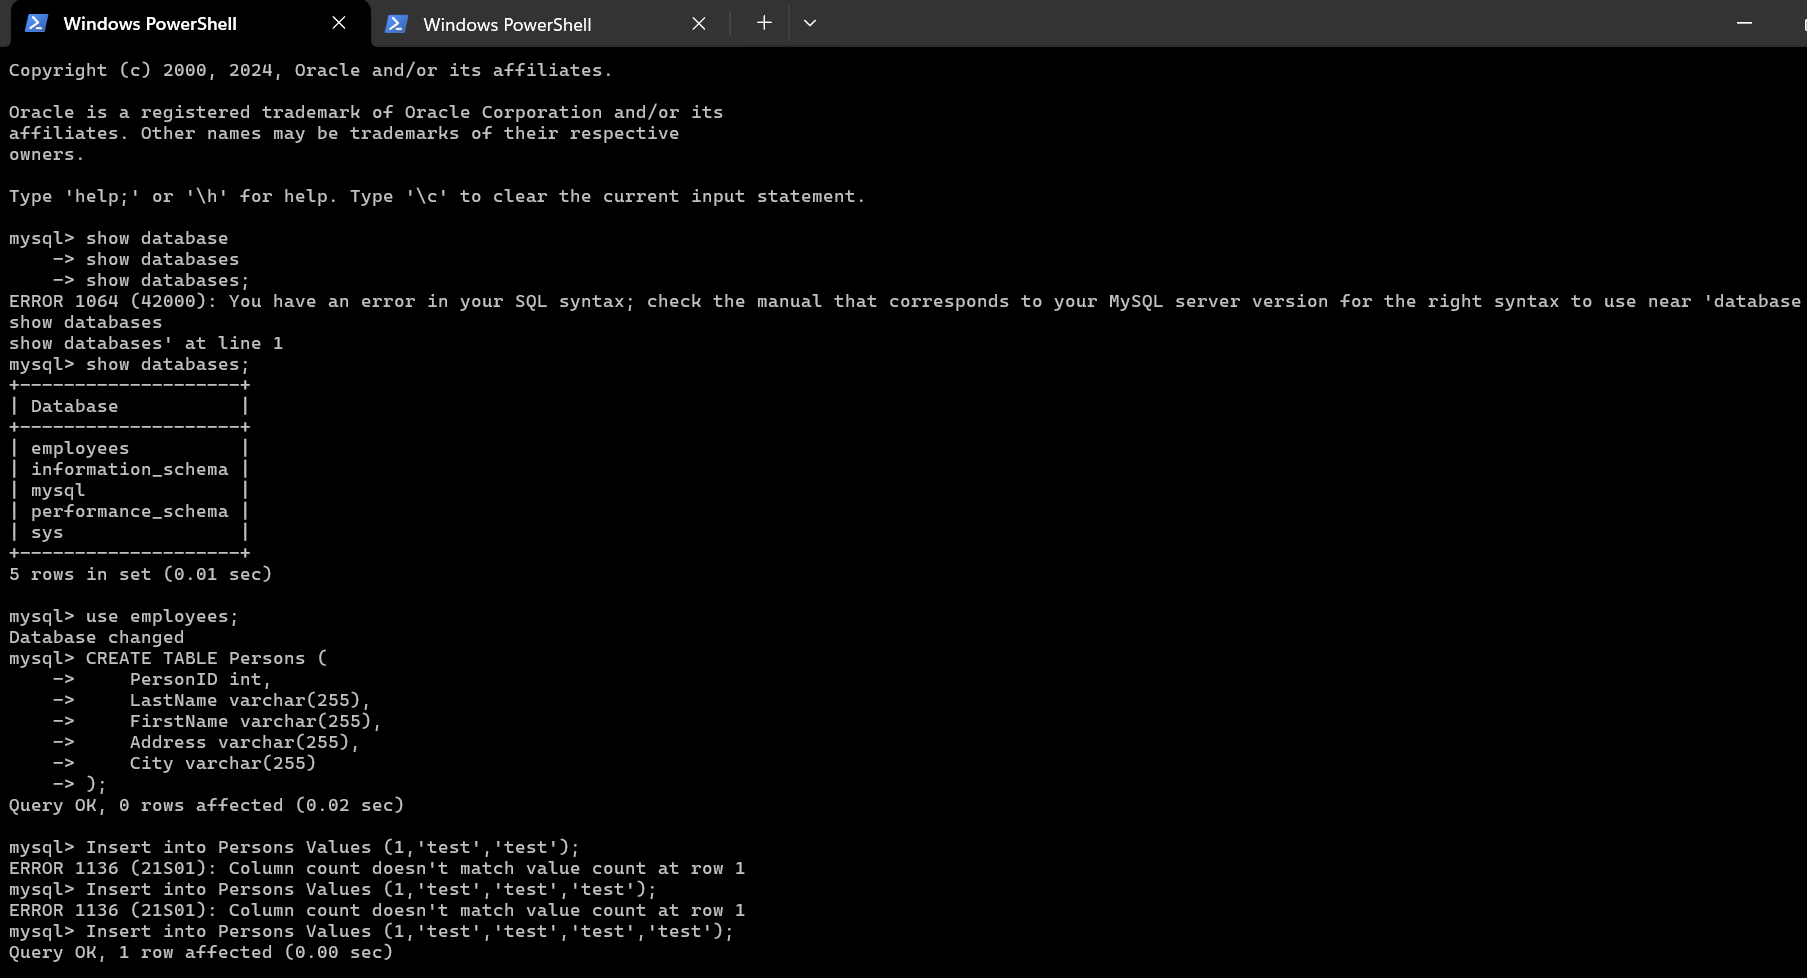 Windows PowerShell
Windows PowerShell
Copyright (c) 2000, 2024, Oracle and/or its affiliates.
Oracle is a registered trademark of Oracle Corporation and/or its
affiliates. Other names may be trademarks of their respective
owners.
Type 'help;' or '\h' for help. Type '\c' to clear the current input statement.
mysql> show database
    -> show databases
    -> show databases;
ERROR 1064 (42000): You have an error in your SQL syntax; check the manual that corresponds to your MySQL server version for the right syntax to use near 'database
show databases
show databases' at line 1
mysql> show databases;
+--------------------+
| Database           |
+--------------------+
| employees          |
| information_schema |
| mysql              |
| performance_schema |
| sys                |
+--------------------+
5 rows in set (0.01 sec)
mysql> use employees;
Database changed
mysql> CREATE TABLE Persons (
    ->     PersonID int,
    ->     LastName varchar(255),
    ->     FirstName varchar(255),
    ->     Address varchar(255),
    ->     City varchar(255)
    -> );
Query OK, 0 rows affected (0.02 sec)
mysql> Insert into Persons Values (1,'test','test');
ERROR 1136 (21S01): Column count doesn't match value count at row 1
mysql> Insert into Persons Values (1,'test','test','test');
ERROR 1136 (21S01): Column count doesn't match value count at row 1
mysql> Insert into Persons Values (1,'test','test','test','test');
Query OK, 1 row affected (0.00 sec)